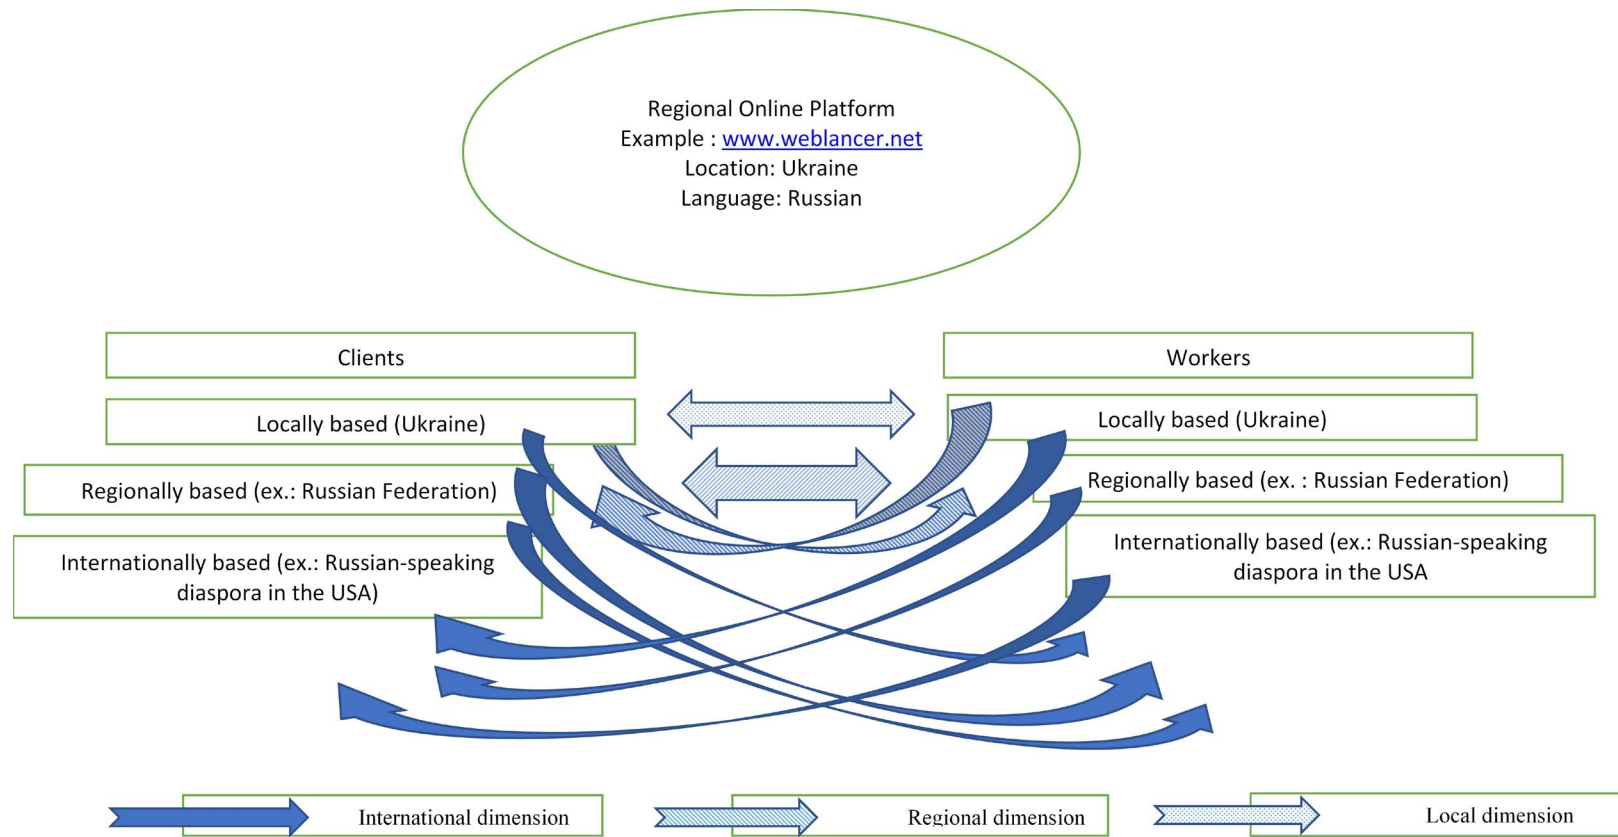 Regional Online Platform
Example : www.weblancer.net
Location: Ukraine
Language: Russian
Clients
Workers
Locally based (Ukraine)
Locally based (Ukraine)
Regionally based (ex.: Russian Federation)
Regionally based (ex. : Russian Federation)
Internationally based (ex.: Russian-speaking
diaspora in the USA)
Internationally based (ex.: Russian-speaking
diaspora in the USA
International dimension
Regional dimension
Local dimension